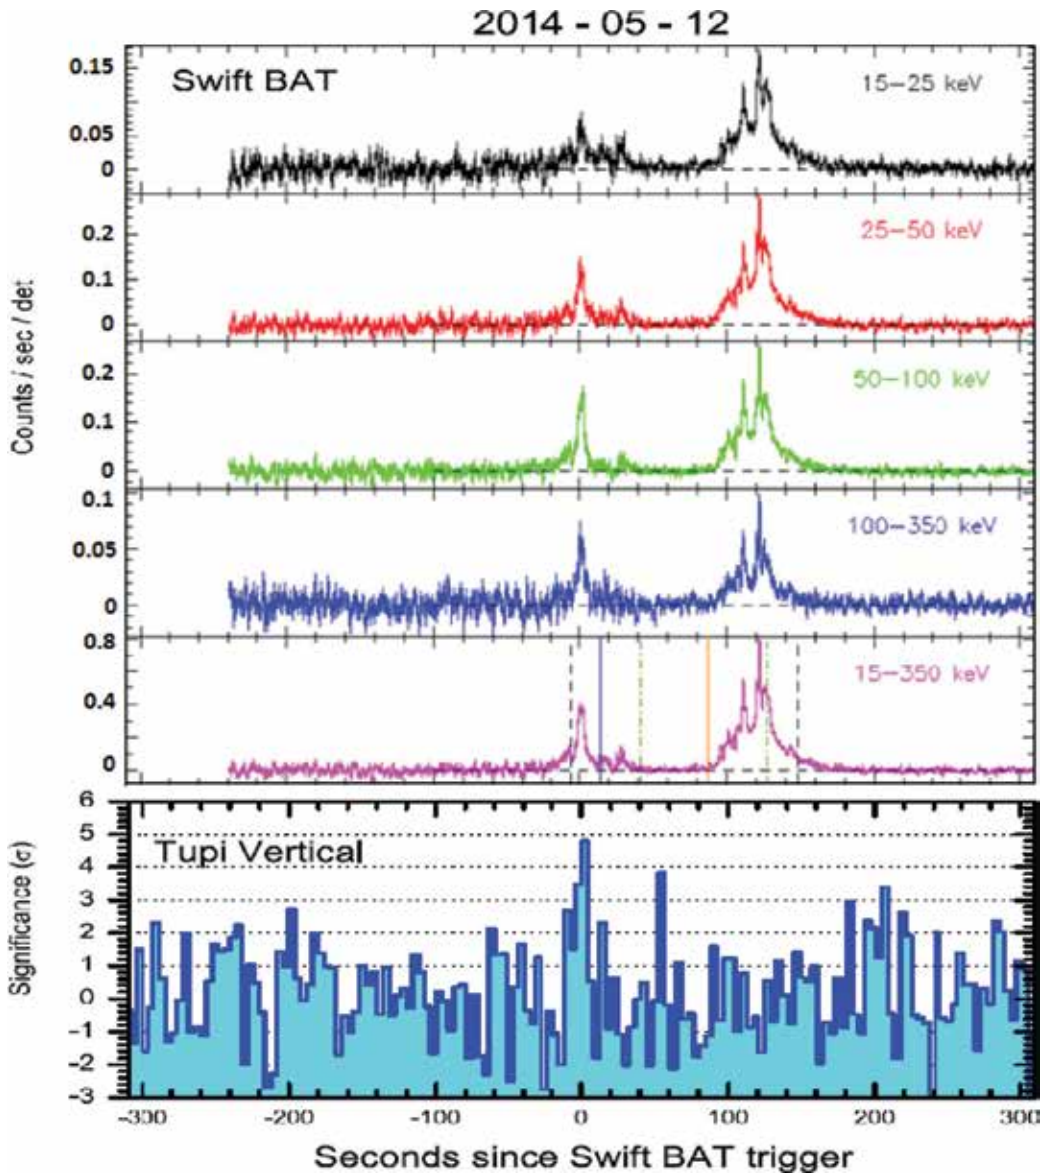 2014 - 05 - 12
Swift BAT
15-25 keV
0.15
0.05
0
25-50 keV
0.2
0.1
0
50-100 keV
0.2
0.1
0
100-350 keV
0.1
0.05
0
15-350 keV
0.8
0.4
0
Counts / sec / det
Tupi Vertical
6
5
4
3
2
1
0
-1
-2
-3
Significance (σ)
-300 -200 -100 0 100 200 300
Seconds since Swift BAT trigger